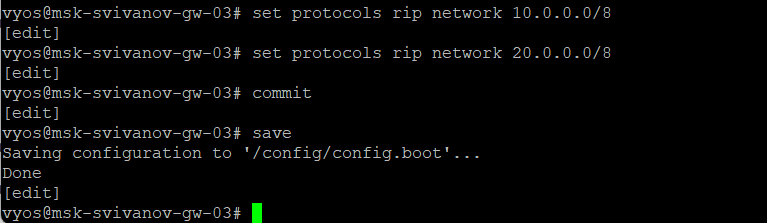 vyos@msk-svivanov-gw-03# set protocols rip network 10.0.0.0/8
[edit]
vyos@msk-svivanov-gw-03# set protocols rip network 20.0.0.0/8
[edit]
vyos@msk-svivanov-gw-03# commit
[edit]
vyos@msk-svivanov-gw-03# save
Saving configuration to '/config/config.boot'...
Done
[edit]
vyos@msk-svivanov-gw-03#